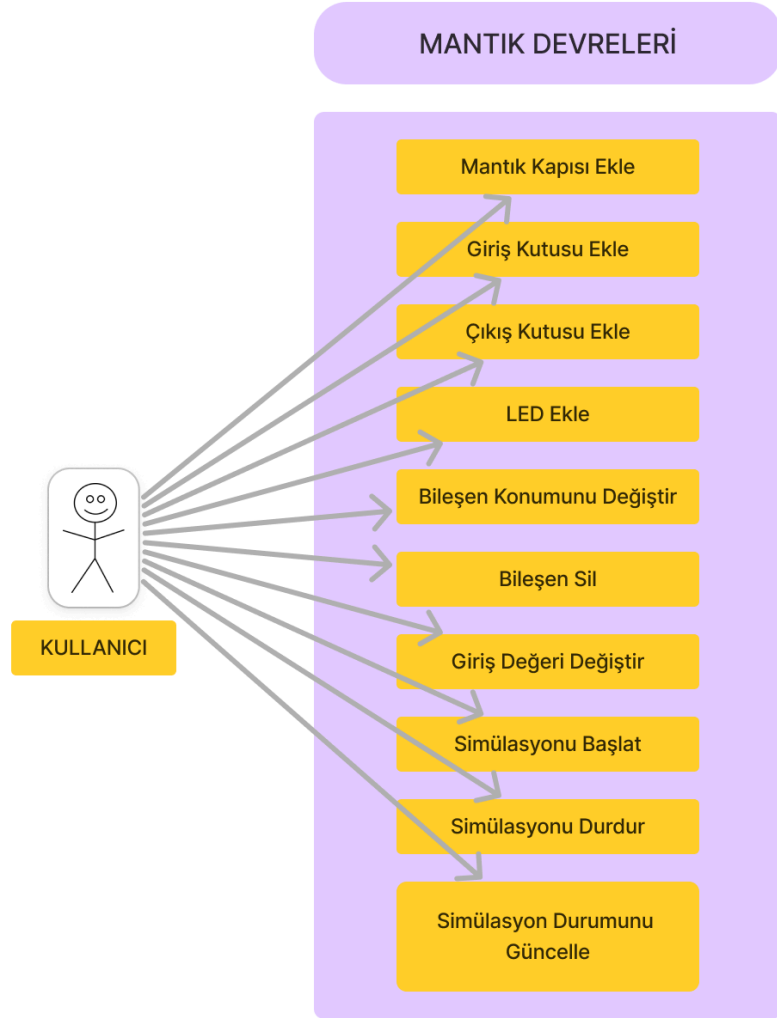 MANTIK DEVRELERİ
Mantık Kapısı Ekle
Giriş Kutusu Ekle
Çıkış Kutusu Ekle
LED Ekle
Bileşen Konumunu Değiştir
Bileşen Sil
KULLANICI
Giriş Değeri Değiştir
Simülasyonu Başlat
Simülasyonu Durdur
Simülasyon Durumunu
Güncelle